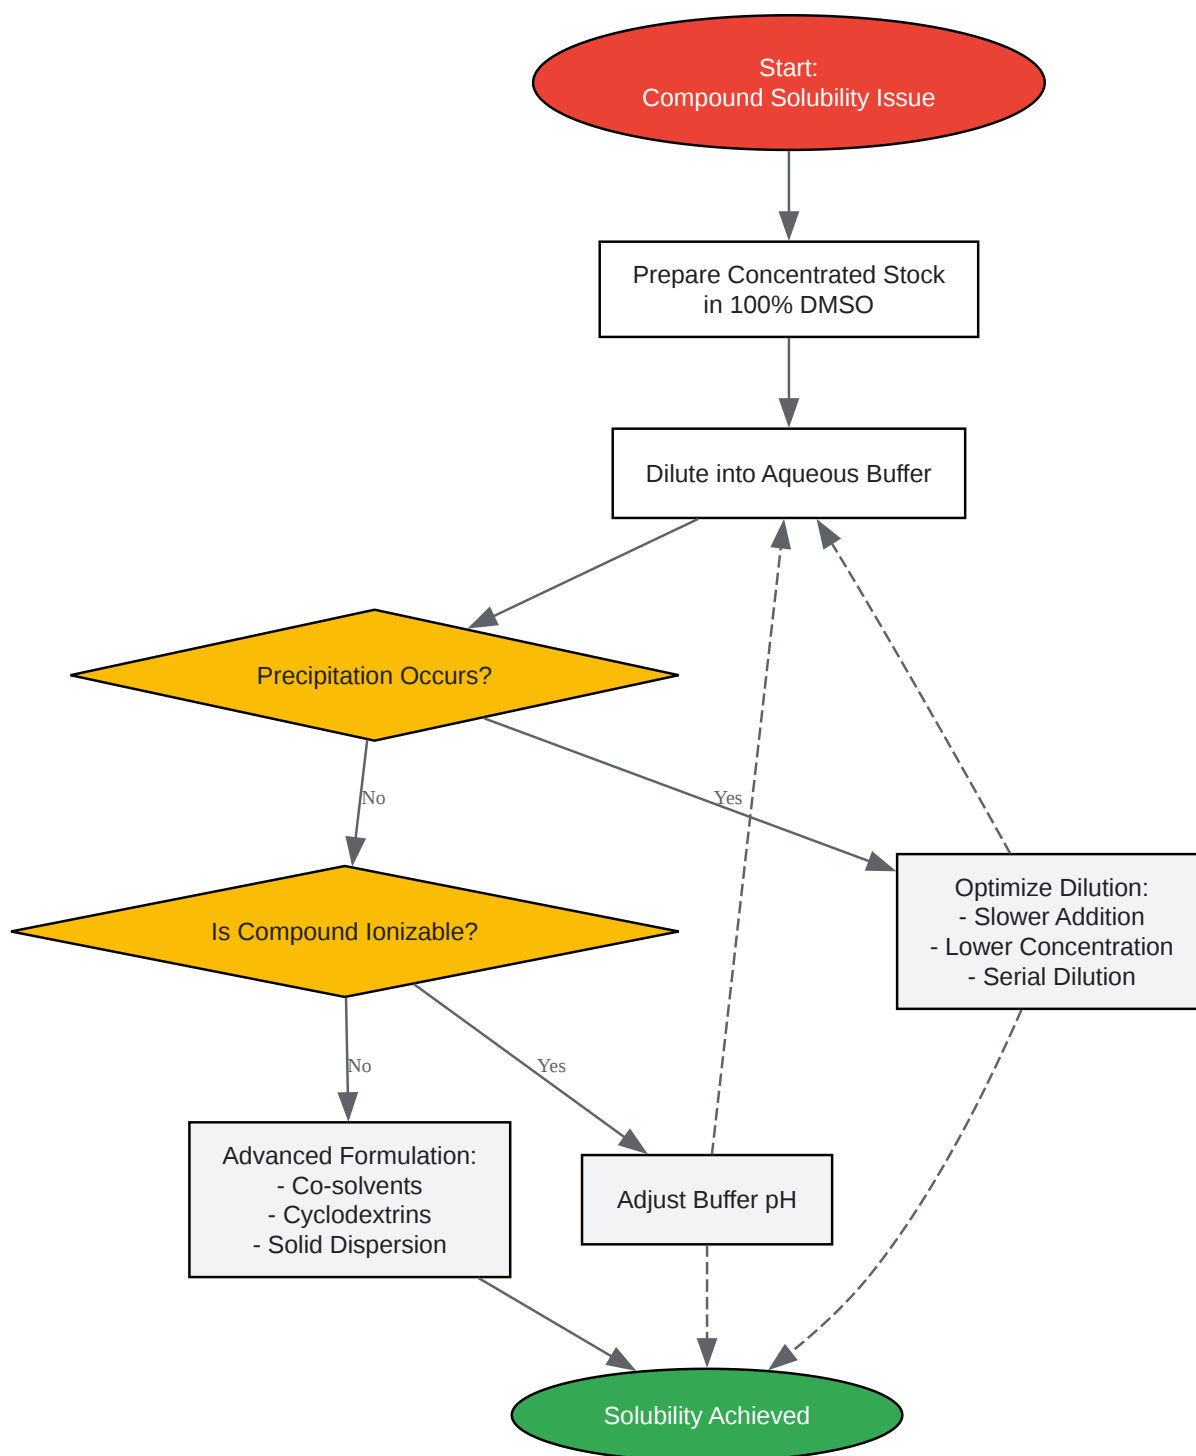 Start:
Compound Solubility Issue
Prepare Concentrated Stock
in 100% DMSO
Dilute into Aqueous Buffer
Precipitation Occurs?
No
Yes
Optimize Dilution:
- Slower Addition
- Lower Concentration
- Serial Dilution
Is Compound Ionizable?
No
Yes
Advanced Formulation:
- Co-solvents
- Cyclodextrins
- Solid Dispersion
Adjust Buffer pH
Solubility Achieved